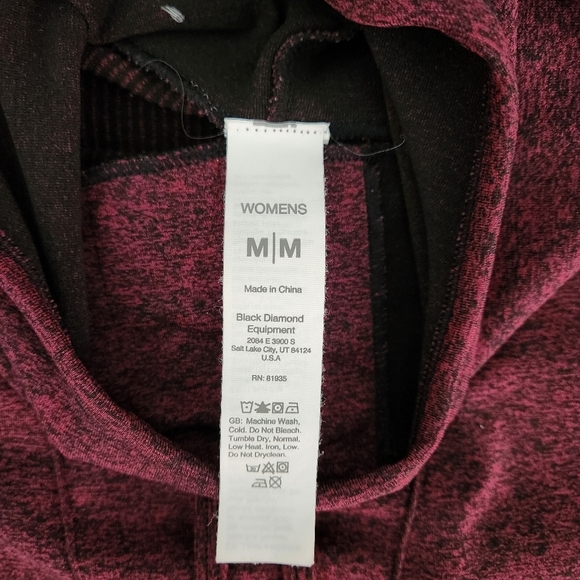 WOMENS
M|M
Made in China
Black Diamond
Equipment
2084 E 3900 S
Salt Lake City, UT 84124
U.S.A
RN: 81935
GB: Machine Wash,
Cold. Do Not Bleach.
Tumble Dry, Normal,
Low Heat. Iron, Low.
Do Not Dryclean.